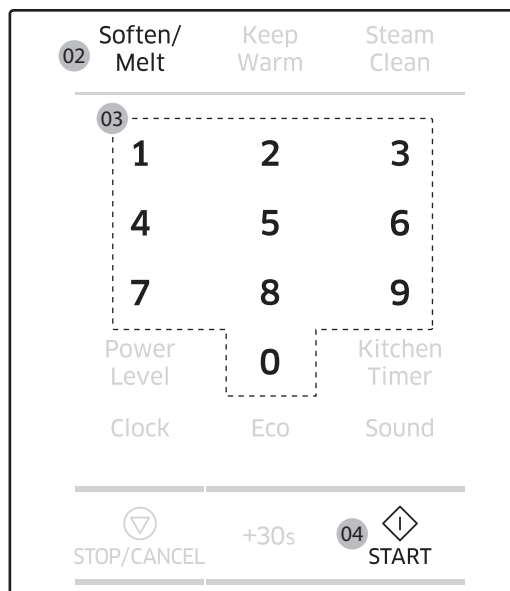 Soften/ Keep Steam
02 Melt Warm Clean
03
1 2 3
4 5 6
7 8 9
Power 0 Kitchen
Level Timer
Clock Eco Sound
STOP/CANCEL +30s 04 START